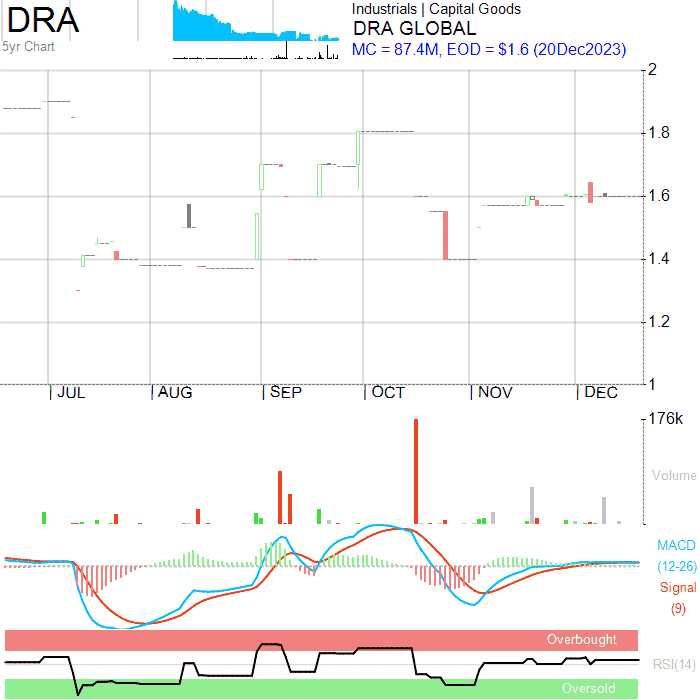 DRA
5yr Chart
Industrials | Capital Goods
DRA GLOBAL
MC = 87.4M, EOD = $1.6 (20Dec2023)
2
1.8
1.6
1.4
1.2
1
JUL AUG SEP OCT NOV DEC
176k
Volume
MACD
(12-26)
Signal
(9)
Overbought
RSI(14)
Oversold